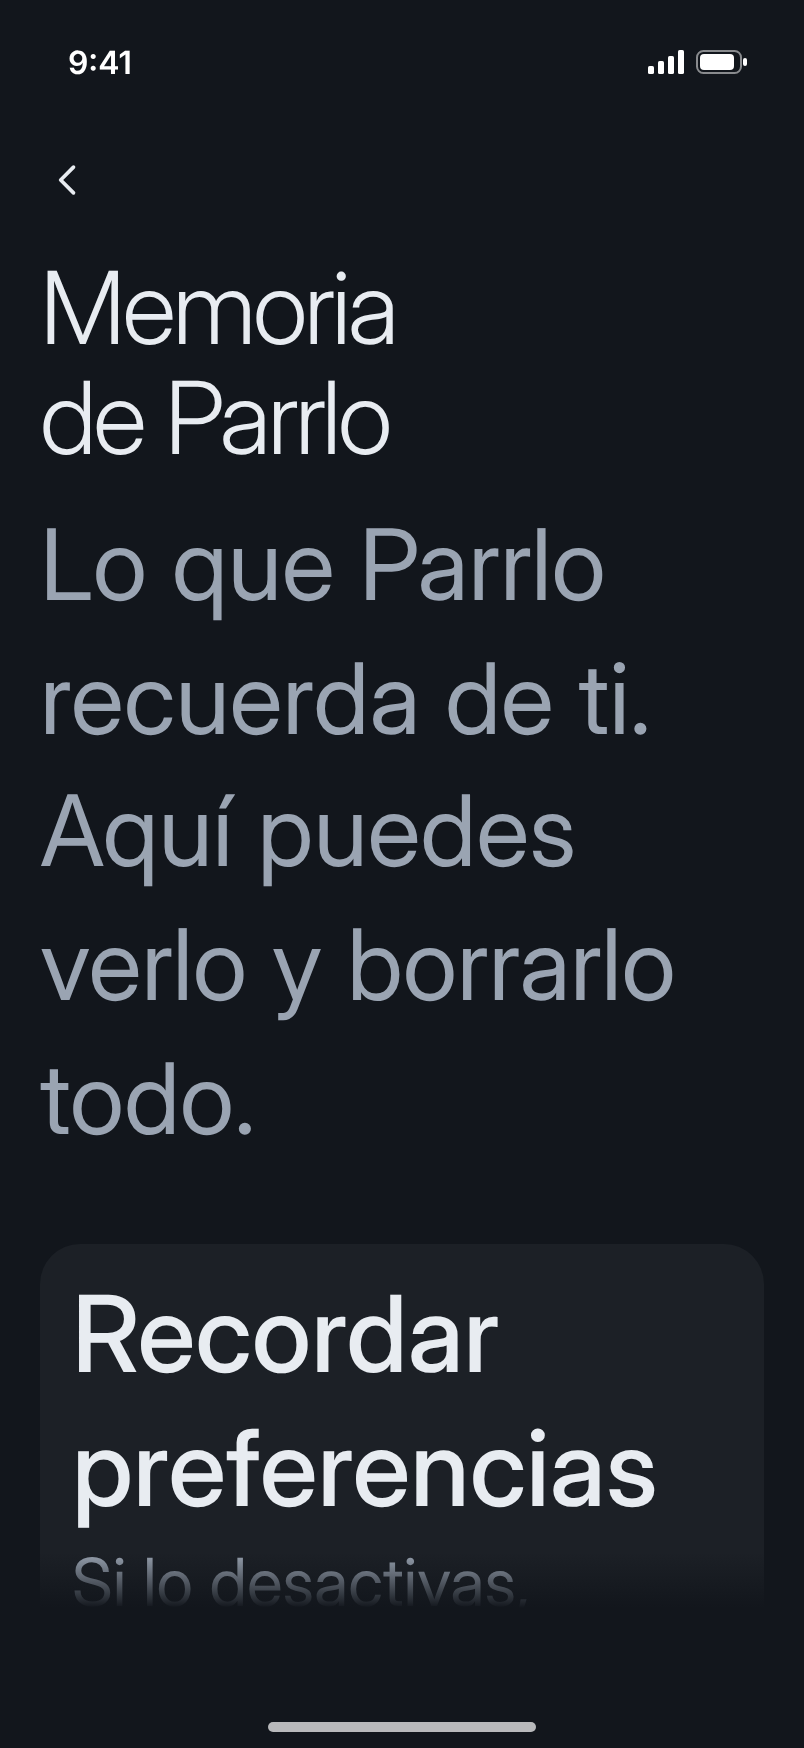 9:41
Memoria
de Parrlo
Lo que Parrlo
recuerda de ti.
Aquí puedes
verlo y borrarlo
todo.
Recordar
preferencias
Si lo desactivas,